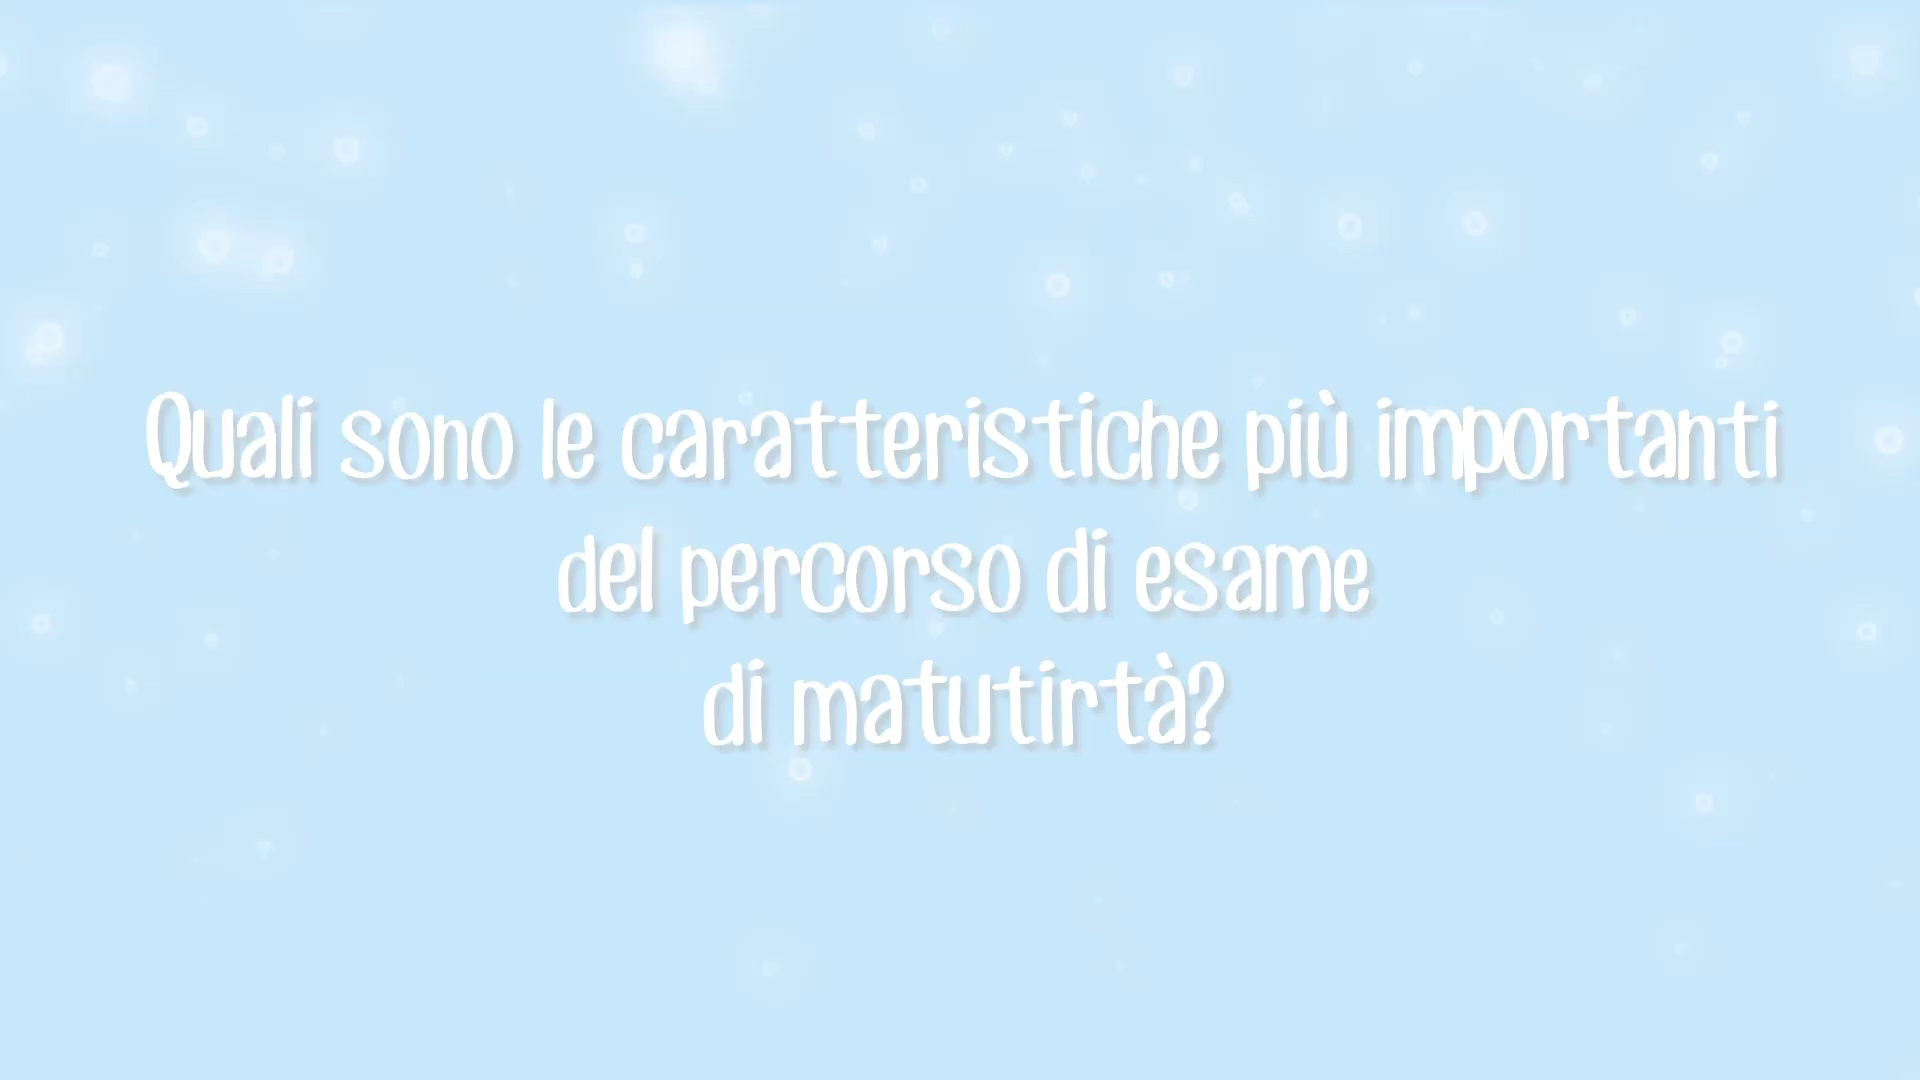 Quali sono le caratteristiche più importanti
del percorso di esame
di matutirtà?